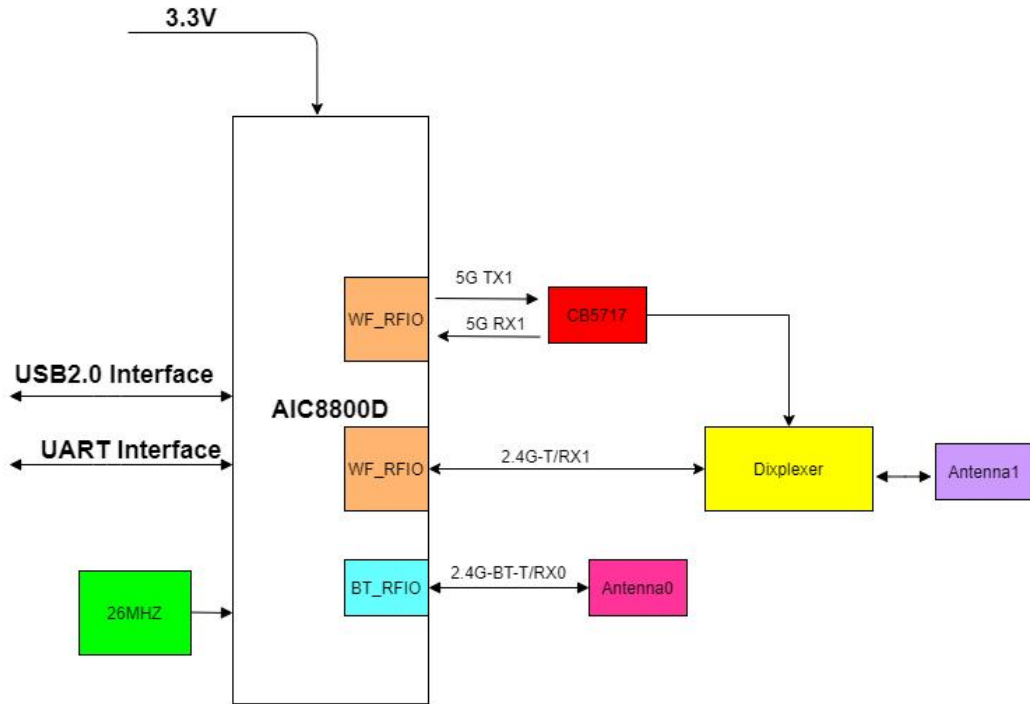 3.3V
5G TX1
WF_RFIO
CB5717
5G RX1
USB2.0 Interface
AIC8800D
UART Interface
WF_RFIO
2.4G-T/RX1
Dixplexer
Antenna1
BT_RFIO
2.4G-BT-T/RX0
Antenna0
26MHZ